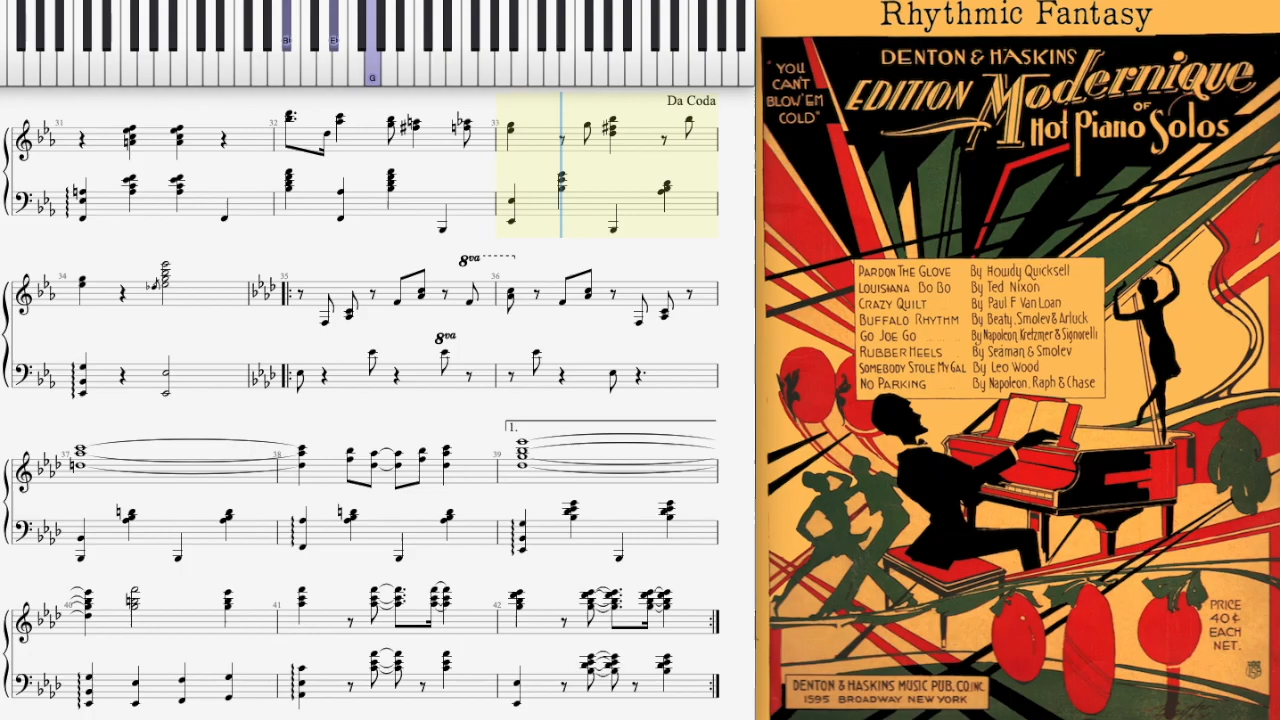 B♭
E♭
G
31
32
33
Da Coda
34
35
8va
36
8va
37
38
1.
39
40
41
42
Rhythmic Fantasy
DENTON & HASKINS'
"YOU
CAN'T
BLOW 'EM
COLD"
EDITION Modernique
OF
Hot Piano Solos
PARDON THE GLOVE By Howdy Quicksell
LOUISIANA BO BO By Ted Nixon
CRAZY QUILT By Paul F Van Loan
BUFFALO RHYTHM By Beaty, Smolev & Arluck
GO JOE GO By Napoleon, Kretzmer & Signorelli
RUBBER HEELS By Seaman & Smolev
SOMEBODY STOLE MY GAL By Leo Wood
NO PARKING By Napoleon, Raph & Chase
PRICE
40¢
EACH
NET.
DENTON & HASKINS MUSIC PUB. CO. INC.
1595 BROADWAY NEW YORK